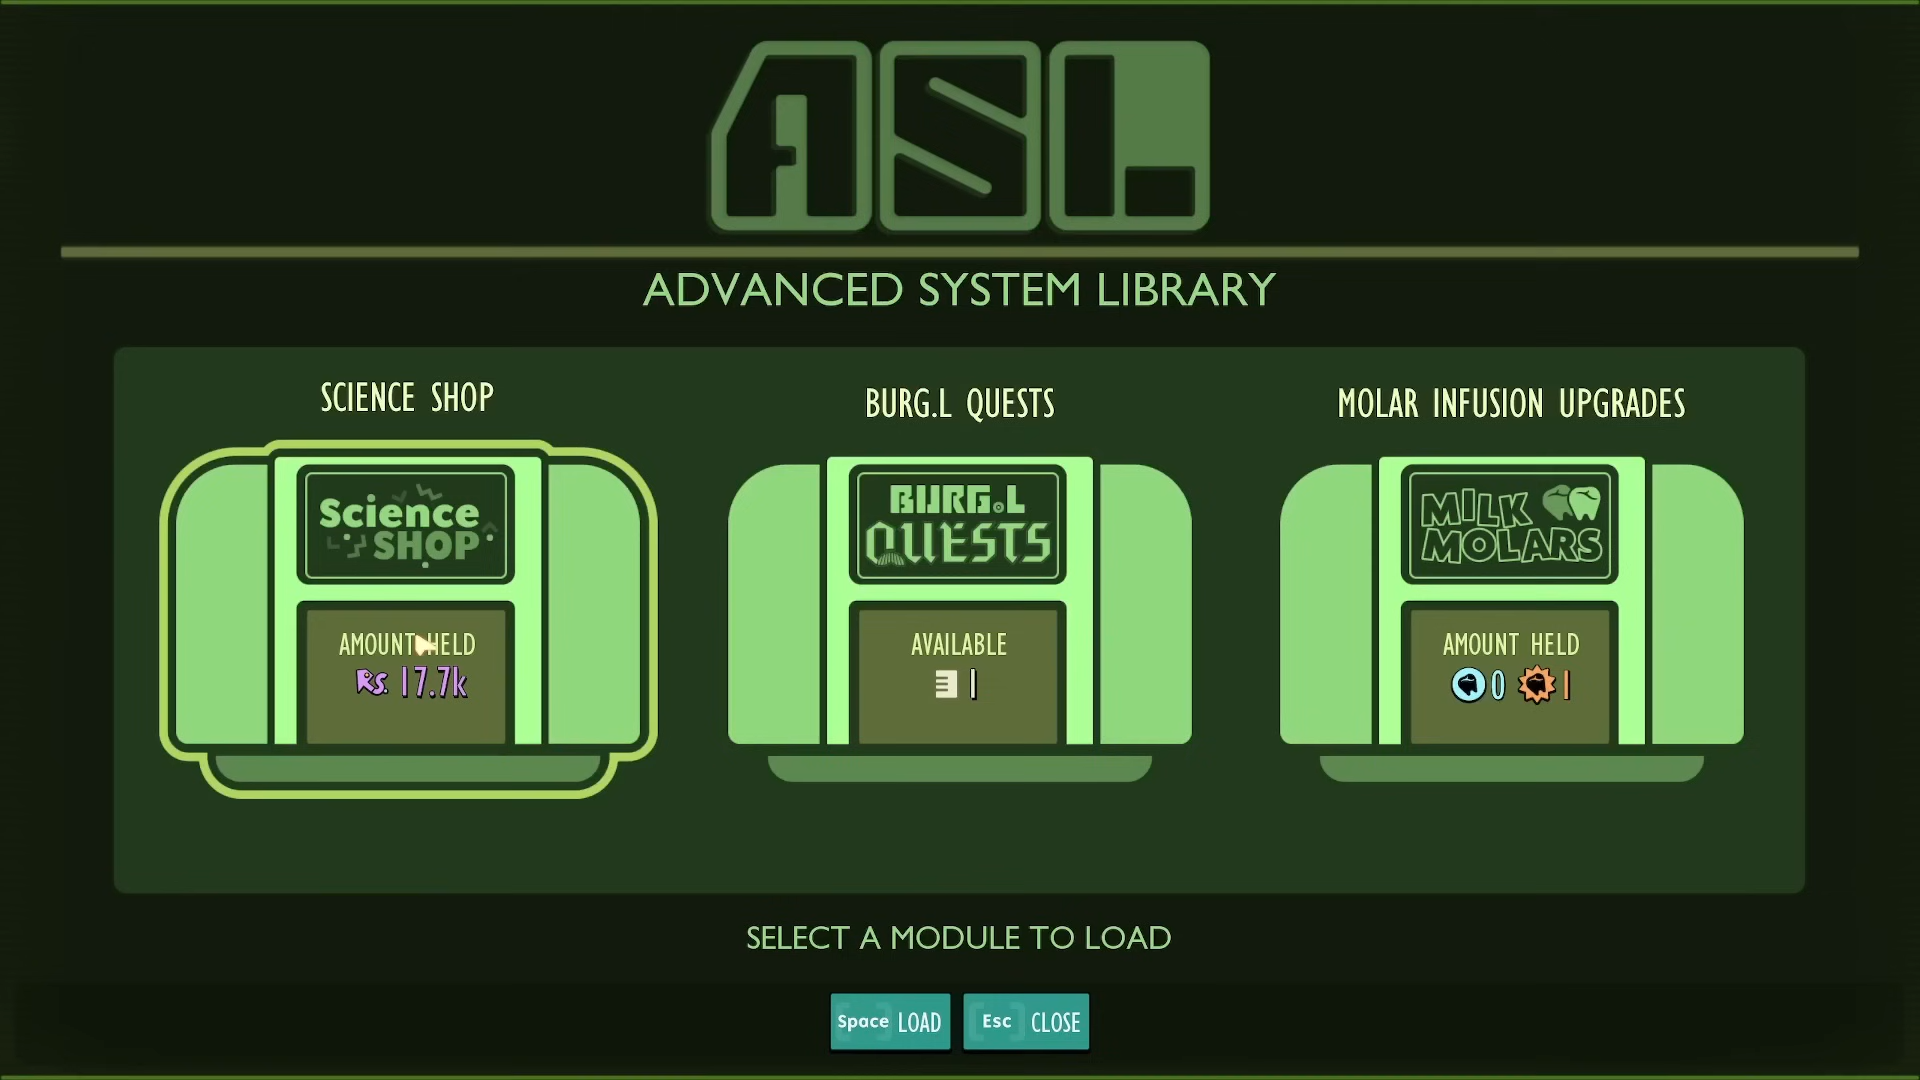 ASL
ADVANCED SYSTEM LIBRARY
SCIENCE SHOP
BURG.L QUESTS
MOLAR INFUSION UPGRADES
Science
SHOP
BURG.L
QUESTS
MILK
MOLARS
AMOUNT HELD
RS. 17.7k
AVAILABLE
1
AMOUNT HELD
0 1
SELECT A MODULE TO LOAD
Space LOAD
Esc CLOSE